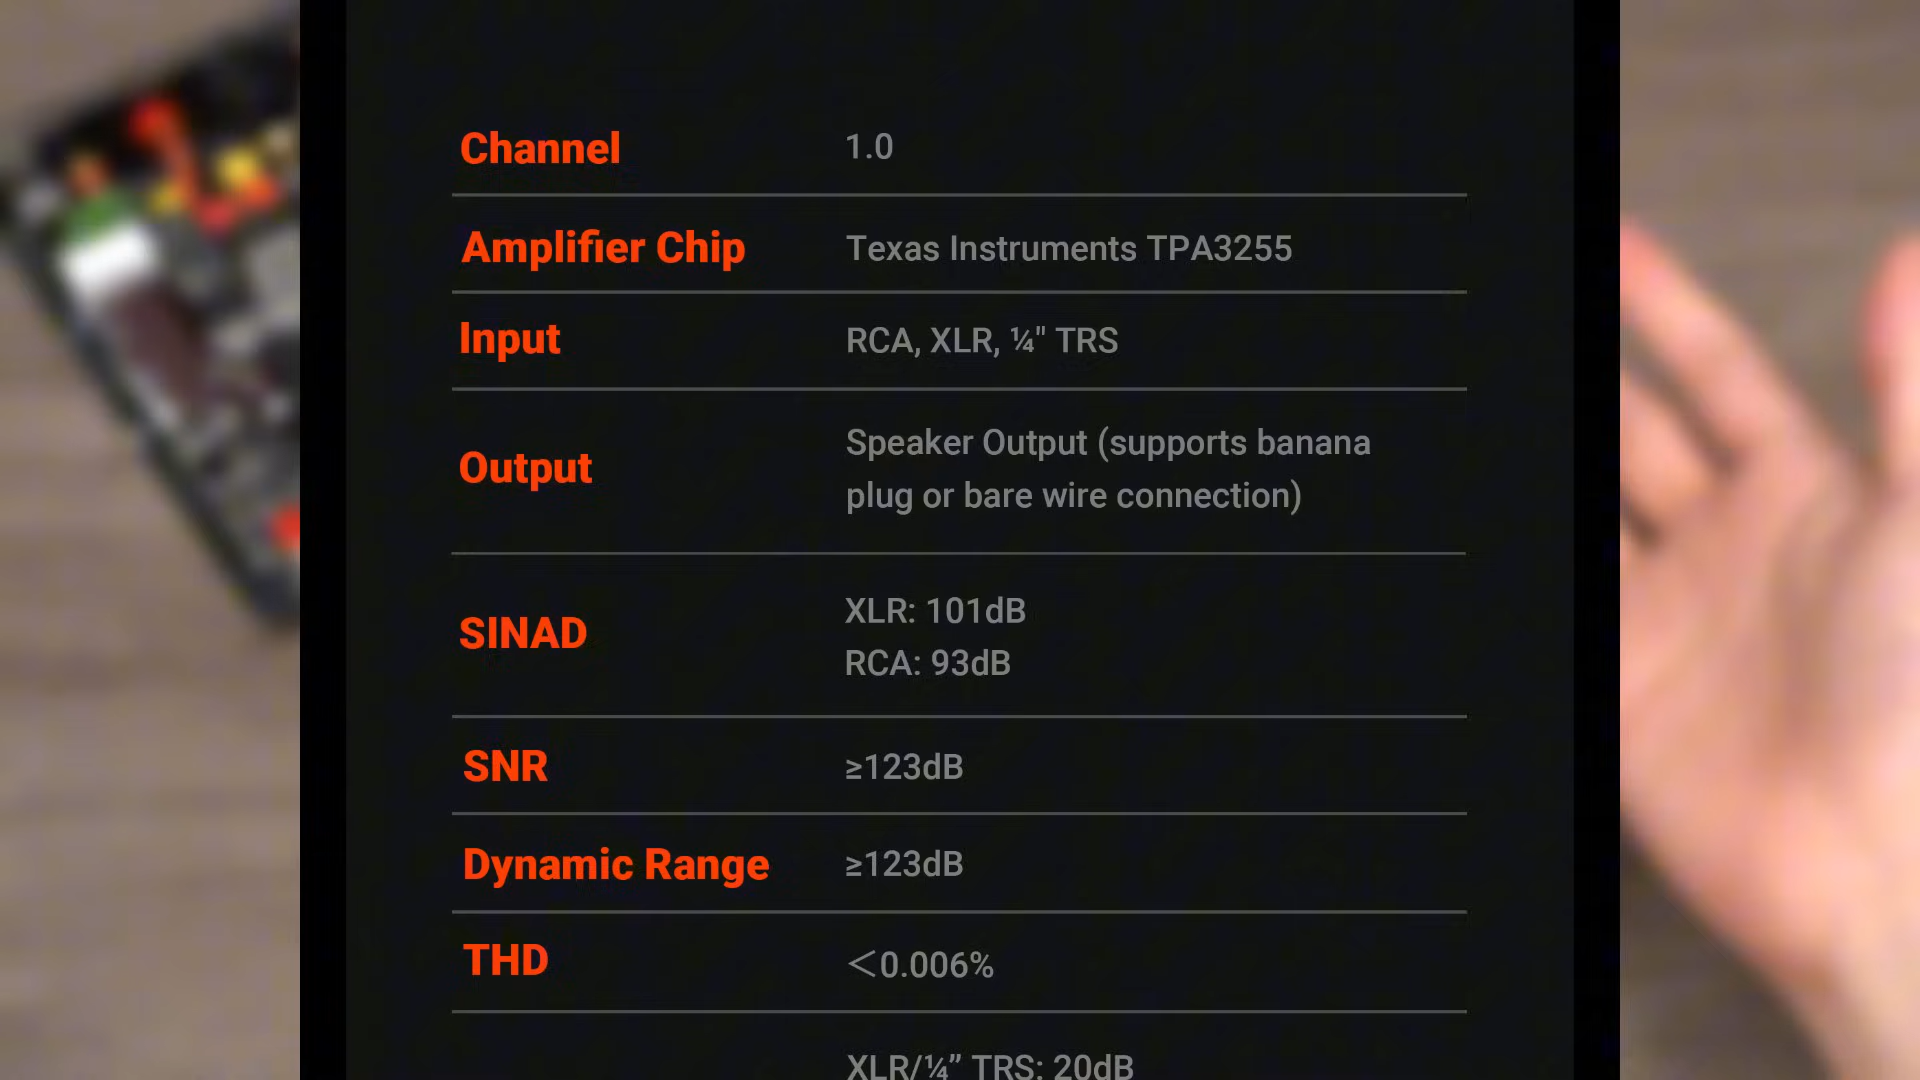 Channel 1.0
Amplifier Chip Texas Instruments TPA3255
Input RCA, XLR, ¼" TRS
Output Speaker Output (supports banana
plug or bare wire connection)
SINAD XLR: 101dB
RCA: 93dB
SNR ≥123dB
Dynamic Range ≥123dB
THD ＜0.006%
XLR/¼” TRS: 20dB